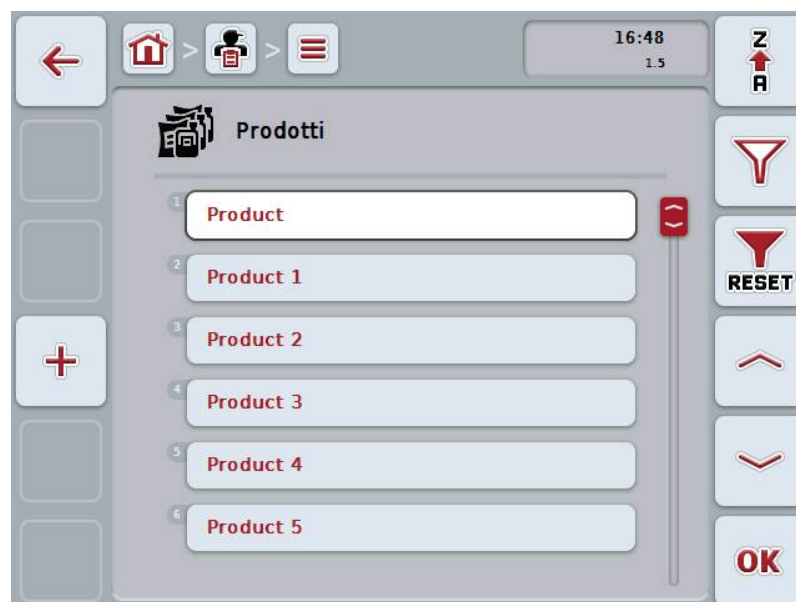 16:48
1.5
Z
A
Prodotti
1
Product
2
Product 1
RESET
3
Product 2
4
Product 3
5
Product 4
6
Product 5
OK